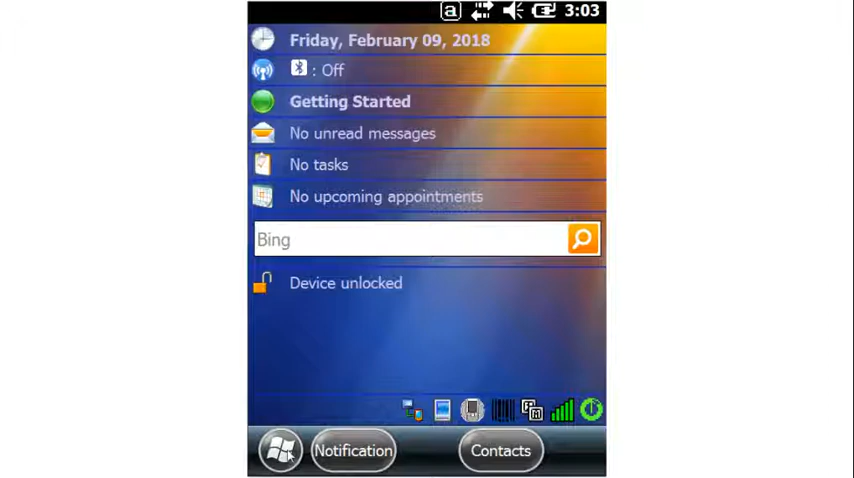 a 3:03
Friday, February 09, 2018
: Off
Getting Started
No unread messages
No tasks
No upcoming appointments
Bing
Device unlocked
Notification Contacts